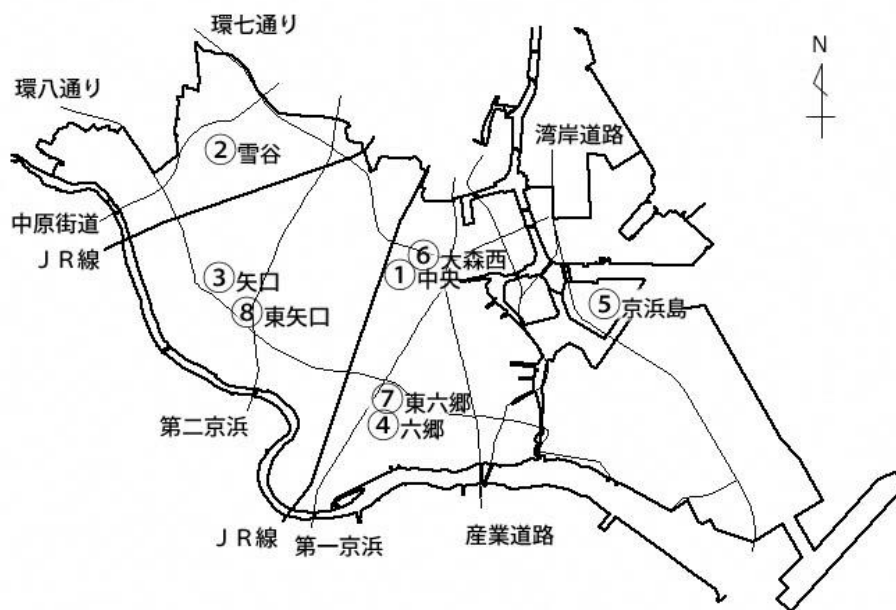 環七通り
N
環八通り
湾岸道路
②雪谷
中原街道
JR線
⑥大森西
①中央
③矢口
⑧東矢口
⑤京浜島
⑦東六郷
④六郷
第二京浜
JR線
第一京浜
産業道路